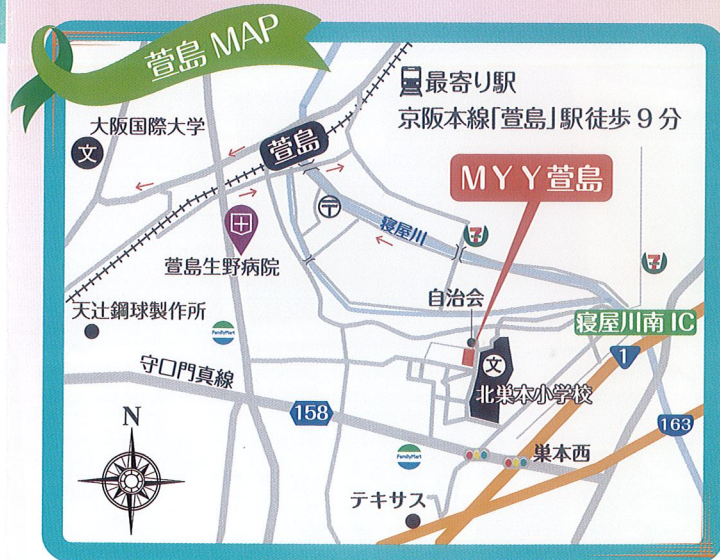 萱島 MAP
最寄り駅
京阪本線「萱島」駅徒歩 9 分
大阪国際大学
文
萱島
MYY萱島
〒
寝屋川
7
7
萱島生野病院
自治会
天辻鋼球製作所
FamilyMart
寝屋川南 IC
守口門真線
文
1
北巣本小学校
158
163
N
FamilyMart
巣本西
テキサス